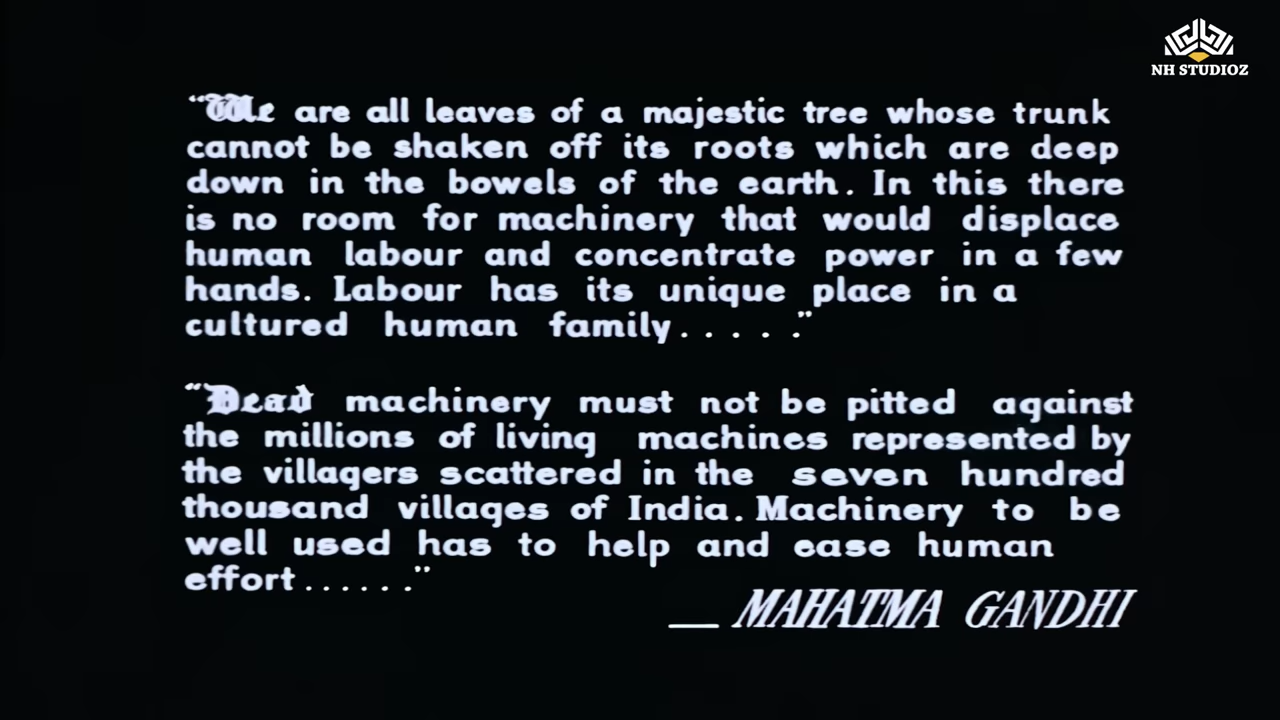 NH STUDIOZ
"We are all leaves of a majestic tree whose trunk
cannot be shaken off its roots which are deep
down in the bowels of the earth. In this there
is no room for machinery that would displace
human labour and concentrate power in a few
hands. Labour has its unique place in a
cultured human family....."
"Dead machinery must not be pitted against
the millions of living machines represented by
the villagers scattered in the seven hundred
thousand villages of India. Machinery to be
well used has to help and ease human
effort......"
— MAHATMA GANDHI